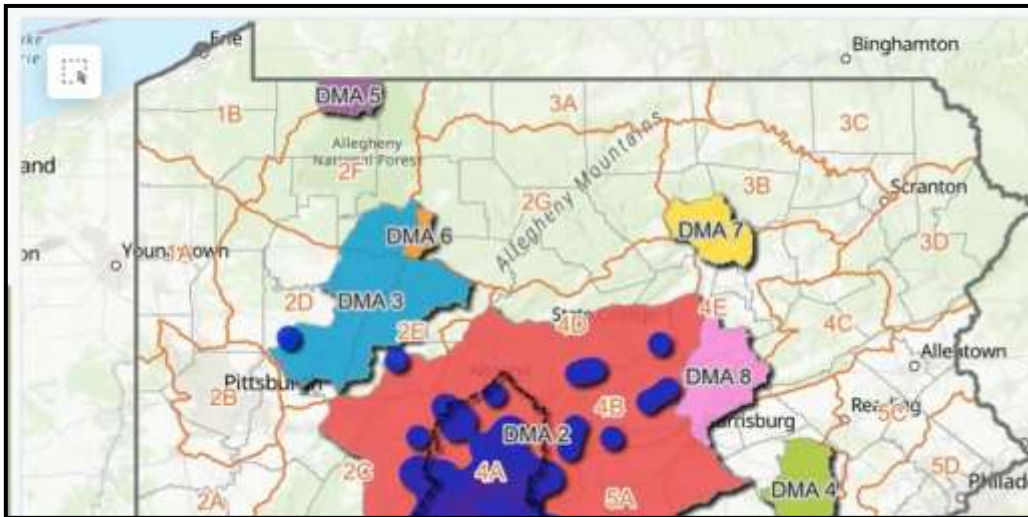 Erie
Binghamton
DMA 5
1B
3A
3C
Allegheny
National Forest
2F
Allegheny Mountains
3B
Scranton
2G
DMA 6
DMA 7
3D
1A
2D
DMA 3
4E
4D
2E
4C
Allentown
Pittsburgh
DMA 8
2B
4B
Harrisburg
5C
DMA 2
4A
2C
5A
DMA 4
5D
2A